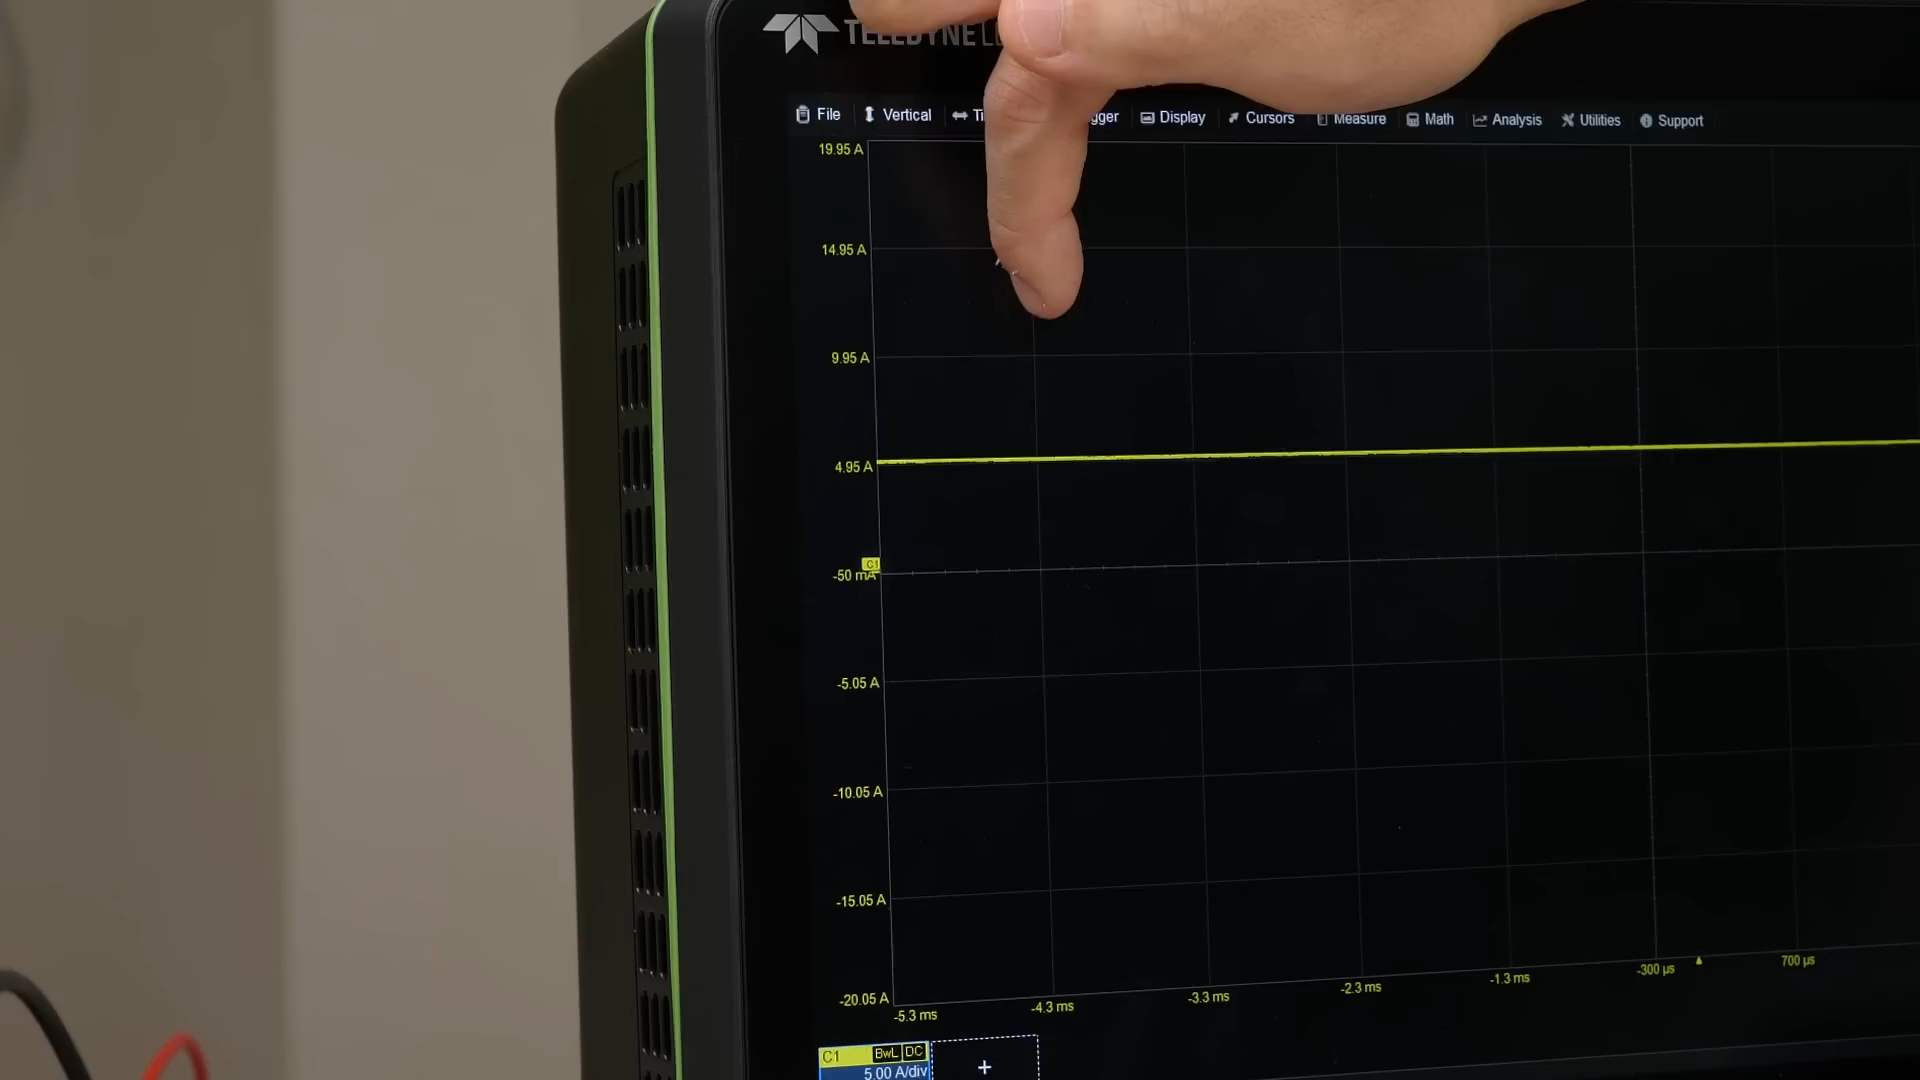 TELEDYNE
File Vertical Display Cursors Measure Math Analysis Utilities Support
19.95 A
14.95 A
9.95 A
4.95 A
C1
-50 mA
-5.05 A
-10.05 A
-15.05 A
-20.05 A
-5.3 ms -4.3 ms -3.3 ms -2.3 ms -1.3 ms -300 µs 700 µs
C1 BwL DC
5.00 A/div
+